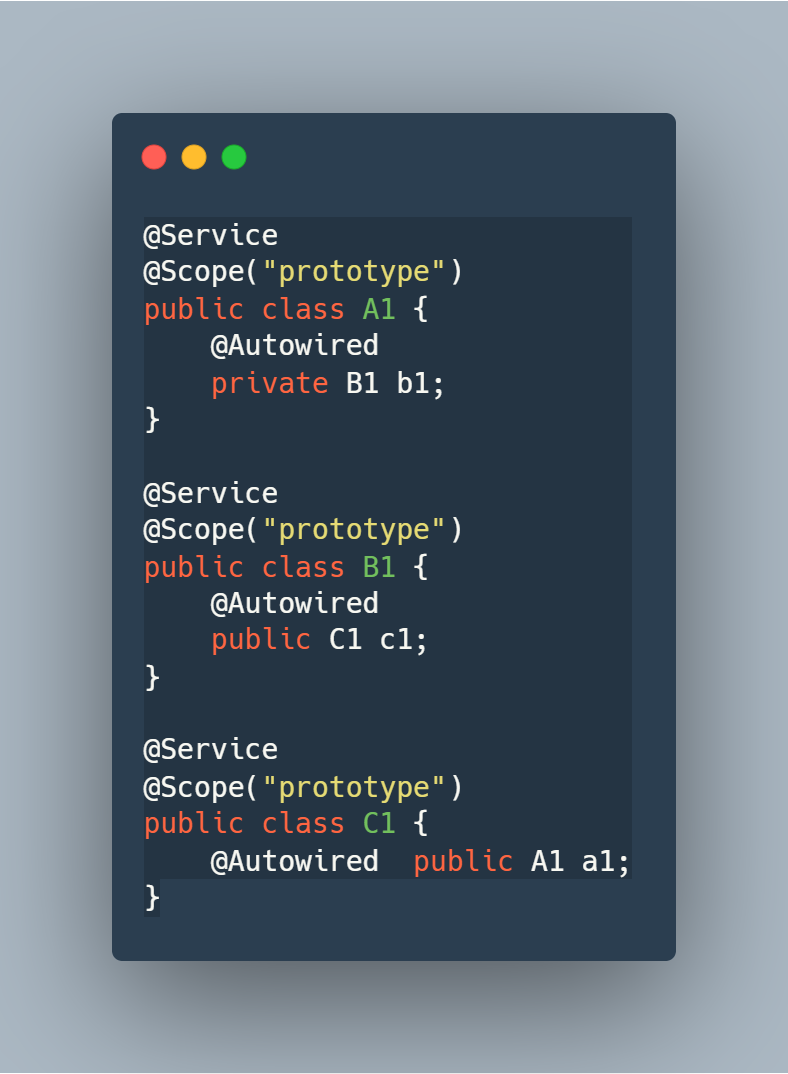 @Service
@Scope("prototype")
public class A1 {
    @Autowired
    private B1 b1;
}

@Service
@Scope("prototype")
public class B1 {
    @Autowired
    public C1 c1;
}

@Service
@Scope("prototype")
public class C1 {
    @Autowired  public A1 a1;
}